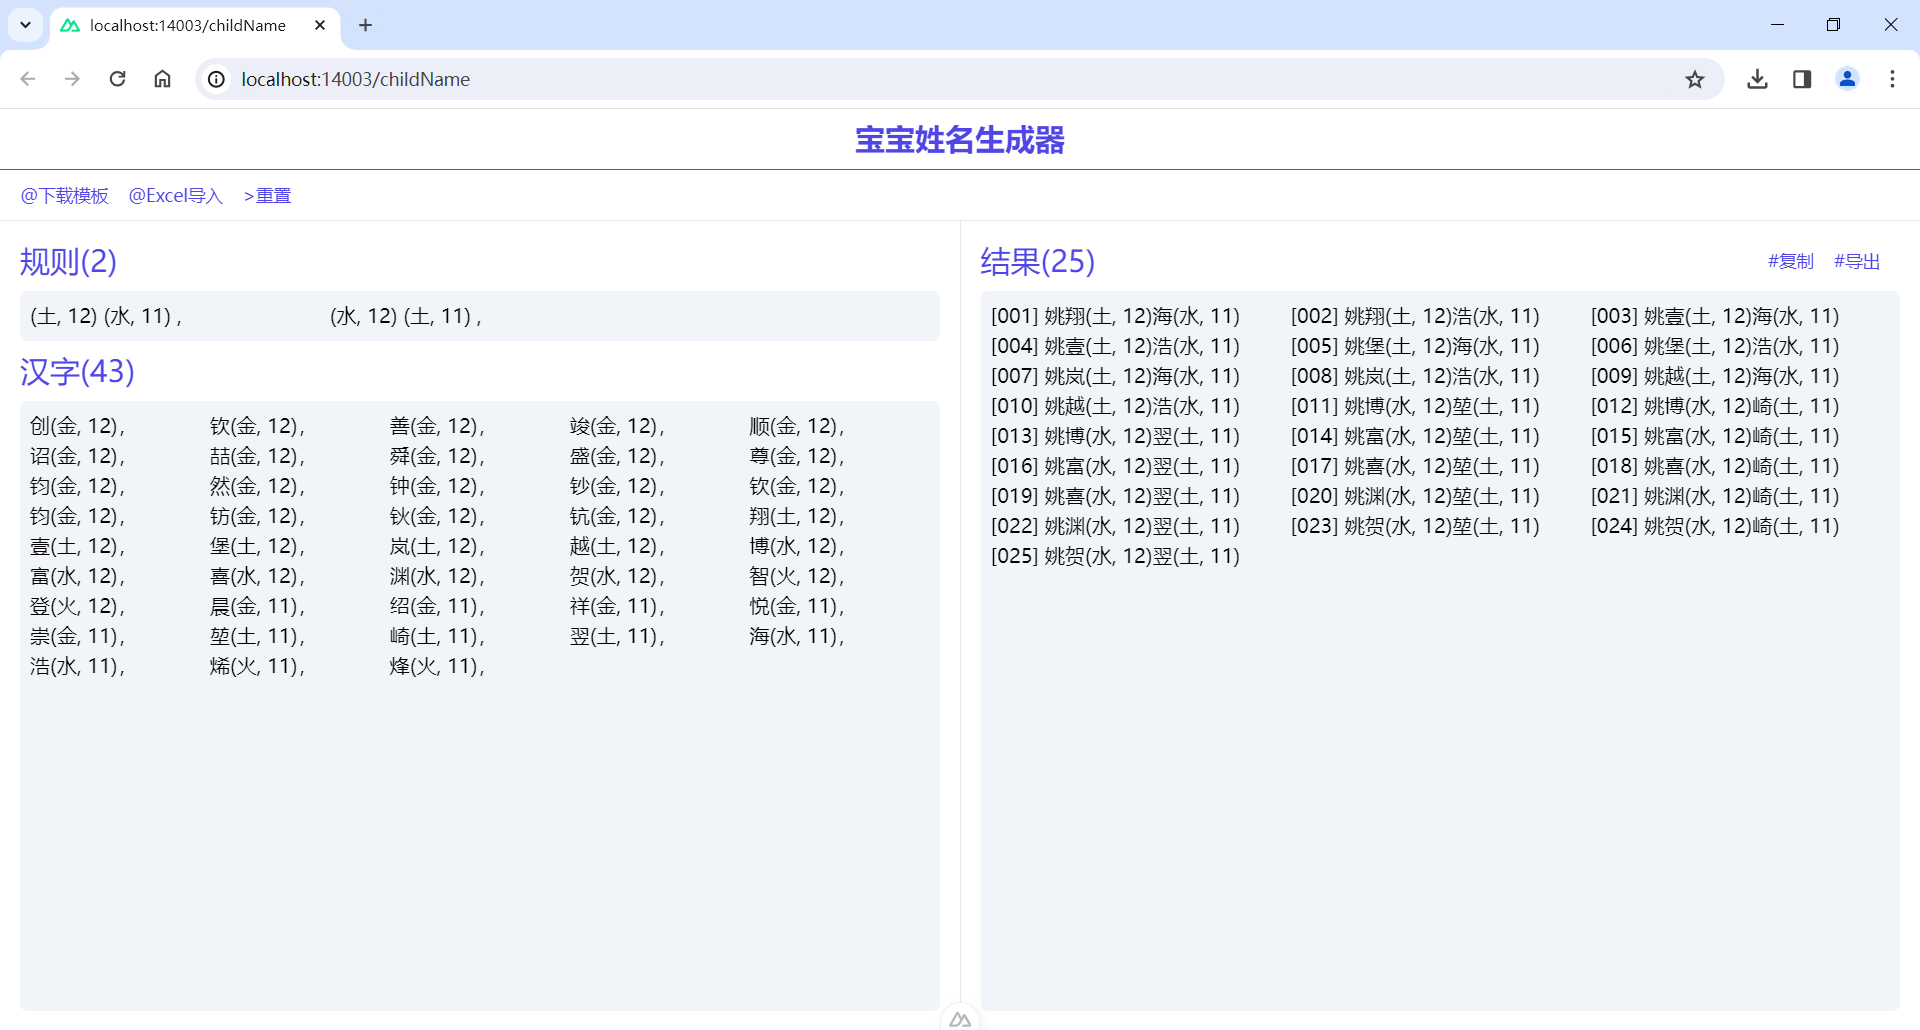 localhost:14003/childName
localhost:14003/childName
宝宝姓名生成器
@下载模板 @Excel导入 >重置
规则(2)
(土, 12) (水, 11) , (水, 12) (土, 11) ,
汉字(43)
创(金, 12), 钦(金, 12), 善(金, 12), 竣(金, 12), 顺(金, 12),
诏(金, 12), 喆(金, 12), 舜(金, 12), 盛(金, 12), 尊(金, 12),
钧(金, 12), 然(金, 12), 钟(金, 12), 钞(金, 12), 钦(金, 12),
钧(金, 12), 钫(金, 12), 钬(金, 12), 钪(金, 12), 翔(土, 12),
壹(土, 12), 堡(土, 12), 岚(土, 12), 越(土, 12), 博(水, 12),
富(水, 12), 喜(水, 12), 渊(水, 12), 贺(水, 12), 智(火, 12),
登(火, 12), 晨(金, 11), 绍(金, 11), 祥(金, 11), 悦(金, 11),
崇(金, 11), 堃(土, 11), 崎(土, 11), 翌(土, 11), 海(水, 11),
浩(水, 11), 烯(火, 11), 烽(火, 11),
结果(25) #复制 #导出
[001] 姚翔(土, 12)海(水, 11) [002] 姚翔(土, 12)浩(水, 11) [003] 姚壹(土, 12)海(水, 11)
[004] 姚壹(土, 12)浩(水, 11) [005] 姚堡(土, 12)海(水, 11) [006] 姚堡(土, 12)浩(水, 11)
[007] 姚岚(土, 12)海(水, 11) [008] 姚岚(土, 12)浩(水, 11) [009] 姚越(土, 12)海(水, 11)
[010] 姚越(土, 12)浩(水, 11) [011] 姚博(水, 12)堃(土, 11) [012] 姚博(水, 12)崎(土, 11)
[013] 姚博(水, 12)翌(土, 11) [014] 姚富(水, 12)堃(土, 11) [015] 姚富(水, 12)崎(土, 11)
[016] 姚富(水, 12)翌(土, 11) [017] 姚喜(水, 12)堃(土, 11) [018] 姚喜(水, 12)崎(土, 11)
[019] 姚喜(水, 12)翌(土, 11) [020] 姚渊(水, 12)堃(土, 11) [021] 姚渊(水, 12)崎(土, 11)
[022] 姚渊(水, 12)翌(土, 11) [023] 姚贺(水, 12)堃(土, 11) [024] 姚贺(水, 12)崎(土, 11)
[025] 姚贺(水, 12)翌(土, 11)